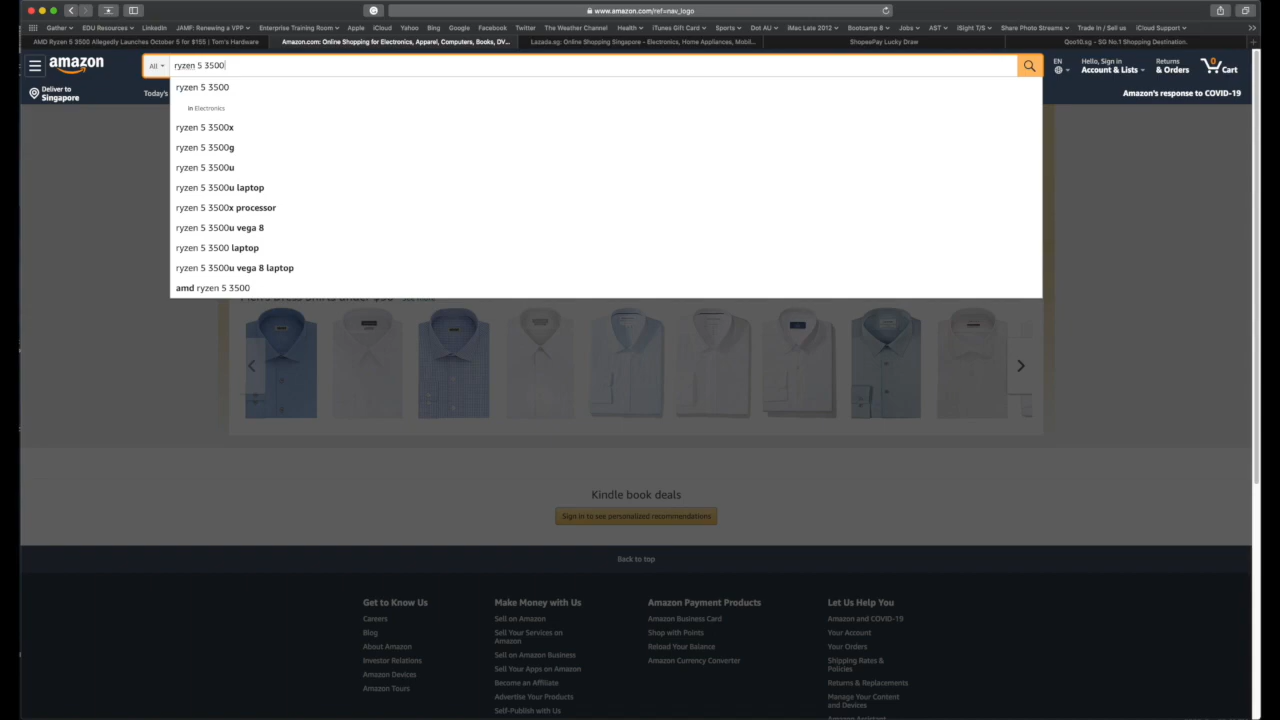 www.amazon.com/ref=nav_logo
Gather EDU Resources LinkedIn JAMF: Renewing a VPP Enterprise Training Room Apple iCloud Yahoo Bing Google Facebook Twitter The Weather Channel Health iTunes Gift Card Sports Dot AU iMac Late 2012 Bootcamp 8 Jobs AST iSight T/S Share Photo Streams Trade in / Sell us iCloud Support
AMD Ryzen 5 3500 Allegedly Launches October 5 for $155 | Tom's Hardware Amazon.com: Online Shopping for Electronics, Apparel, Computers, Books, DV... Lazada.sg: Online Shopping Singapore - Electronics, Home Appliances, Mobil... ShopeePay Lucky Draw Qoo10.sg - SG No.1 Shopping Destination.
amazon All ryzen 5 3500 EN Hello, Sign in Account & Lists Returns & Orders 0 Cart
Deliver to
Singapore
Today's
Amazon's response to COVID-19
ryzen 5 3500
in Electronics
ryzen 5 3500x
ryzen 5 3500g
ryzen 5 3500u
ryzen 5 3500u laptop
ryzen 5 3500x processor
ryzen 5 3500u vega 8
ryzen 5 3500 laptop
ryzen 5 3500u vega 8 laptop
amd ryzen 5 3500
Kindle book deals
Sign in to see personalized recommendations
Back to top
Get to Know Us
Careers
Blog
About Amazon
Investor Relations
Amazon Devices
Amazon Tours
Make Money with Us
Sell on Amazon
Sell Your Services on
Amazon
Sell on Amazon Business
Sell Your Apps on Amazon
Become an Affiliate
Advertise Your Products
Self-Publish with Us
Amazon Payment Products
Amazon Business Card
Shop with Points
Reload Your Balance
Amazon Currency Converter
Let Us Help You
Amazon and COVID-19
Your Account
Your Orders
Shipping Rates &
Policies
Returns & Replacements
Manage Your Content
and Devices
Amazon Assistant